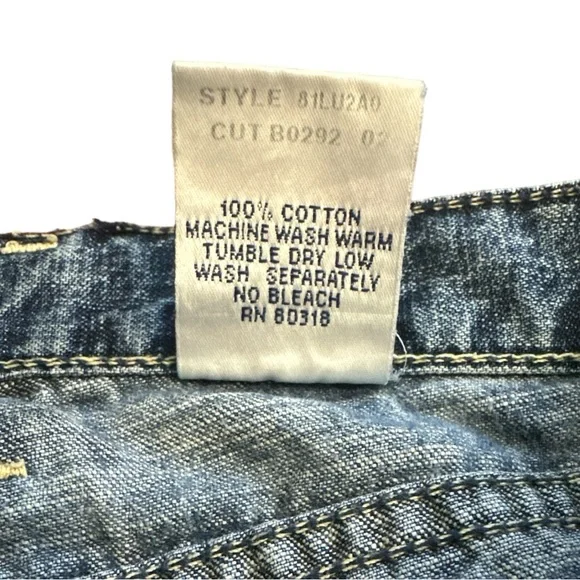 STYLE 81LU2A0
CUT B0292 02
100% COTTON
MACHINE WASH WARM
TUMBLE DRY LOW
WASH SEPARATELY
NO BLEACH
RN 80318